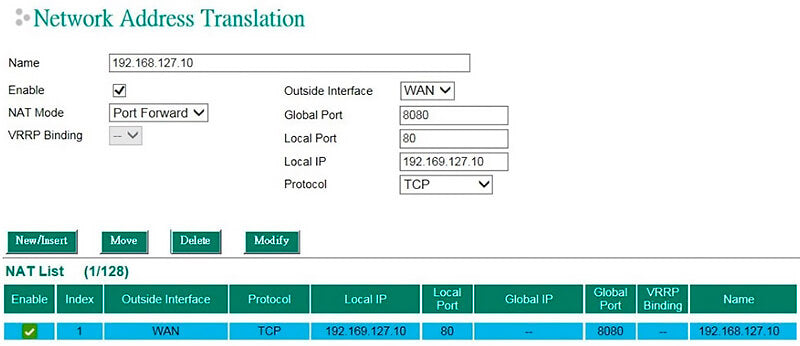 Network Address Translation
Name 192.168.127.10
Enable Outside Interface WAN
NAT Mode Port Forward Global Port 8080
VRRP Binding -- Local Port 80
Local IP 192.169.127.10
Protocol TCP
New/Insert Move Delete Modify
NAT List (1/128)
Enable Index Outside Interface Protocol Local IP Local Port Global IP Global Port VRRP Binding Name
1 WAN TCP 192.169.127.10 80 -- 8080 -- 192.168.127.10